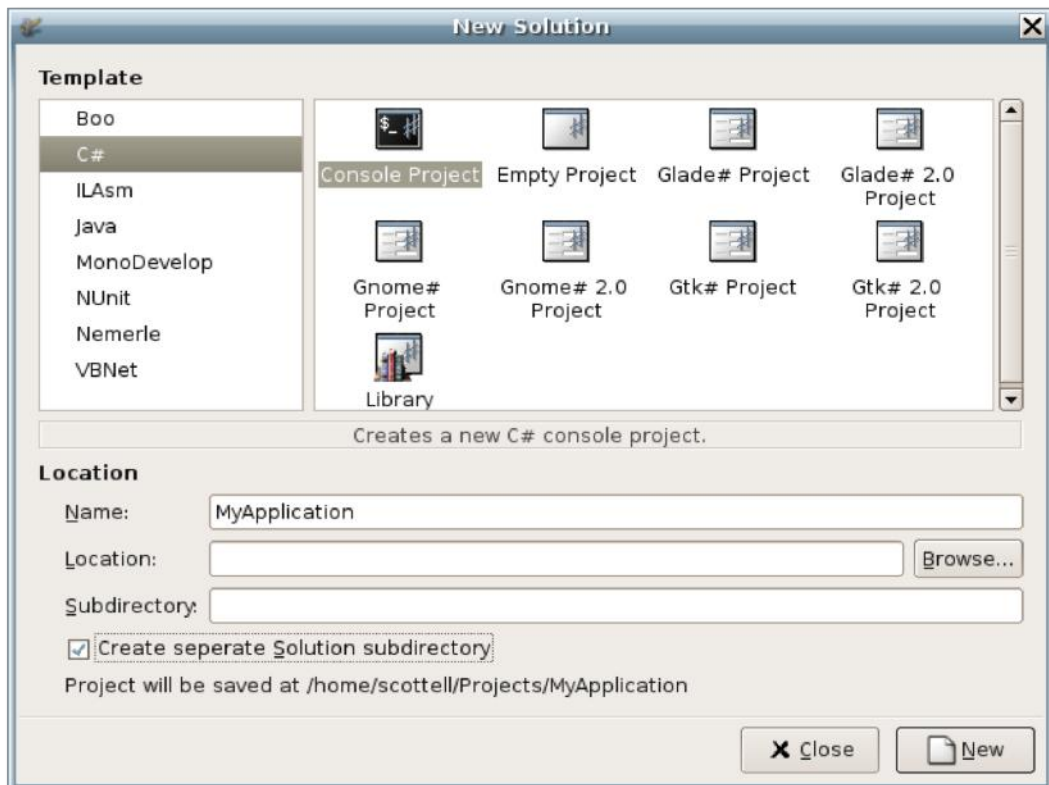 New Solution
Template
Boo
C#
ILAsm
Java
MonoDevelop
NUnit
Nemerle
VBNet
$_
Console Project
Empty Project
Glade# Project
Glade# 2.0
Project
Gnome#
Project
Gnome# 2.0
Project
Gtk# Project
Gtk# 2.0
Project
Library
Creates a new C# console project.
Location
Name:
MyApplication
Location:
Browse...
Subdirectory:
Create seperate Solution subdirectory
Project will be saved at /home/scottell/Projects/MyApplication
Close
New